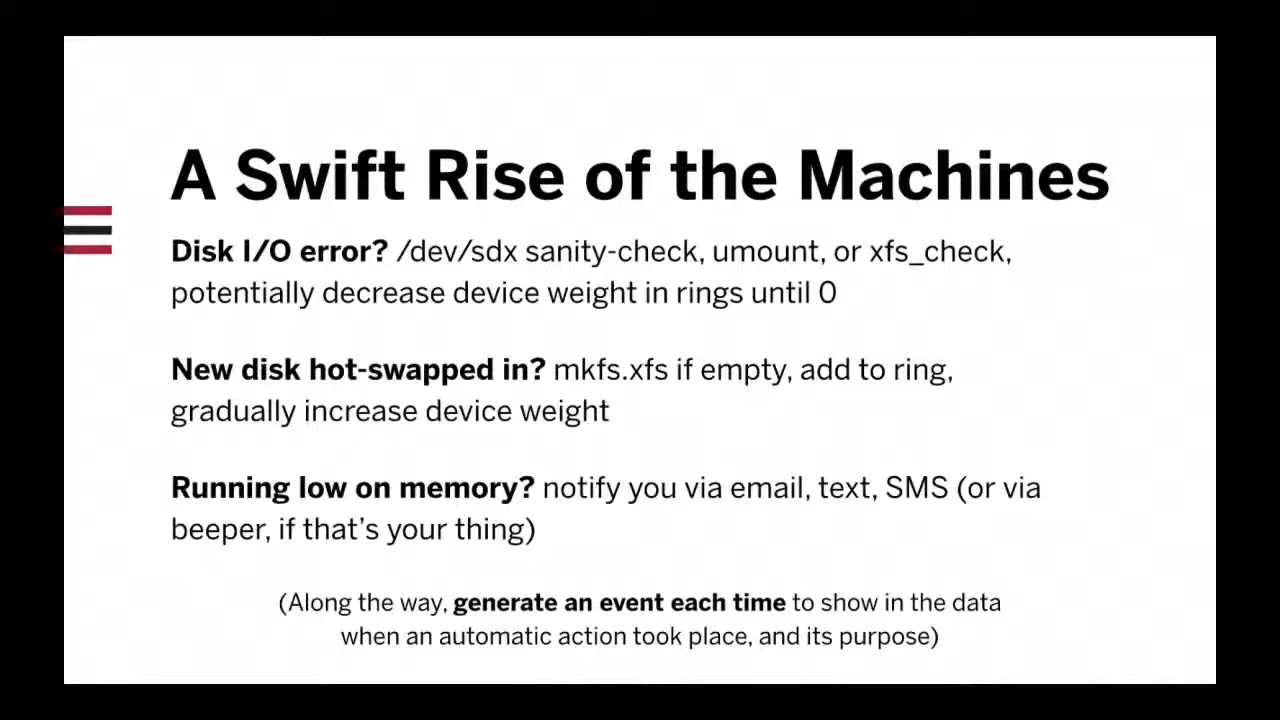 A Swift Rise of the Machines
Disk I/O error? /dev/sdx sanity-check, umount, or xfs_check,
potentially decrease device weight in rings until 0
New disk hot-swapped in? mkfs.xfs if empty, add to ring,
gradually increase device weight
Running low on memory? notify you via email, text, SMS (or via
beeper, if that’s your thing)
(Along the way, generate an event each time to show in the data
when an automatic action took place, and its purpose)